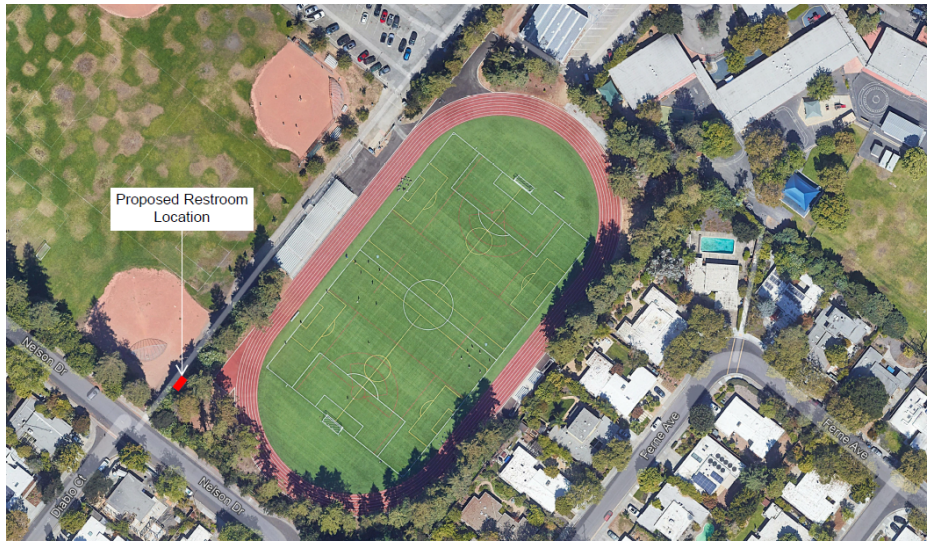 Proposed Restroom
Location
Nelson Dr
Nelson Dr
Diablo Ct
Ferne Ave
Ferne Ave